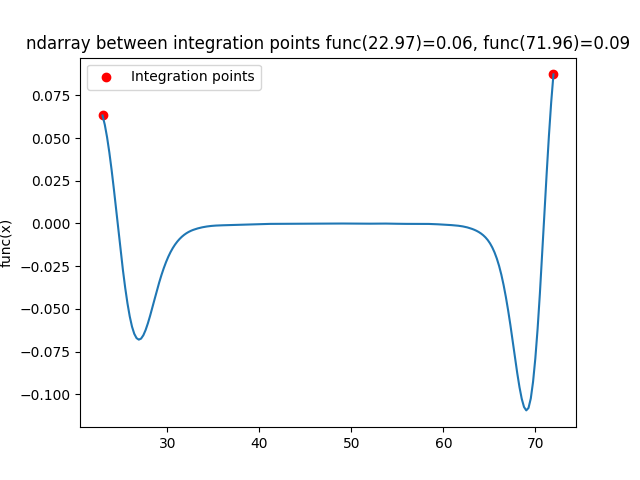 ndarray between integration points func(22.97)=0.06, func(71.96)=0.09
Integration points
func(x)
0.075
0.050
0.025
0.000
−0.025
−0.050
−0.075
−0.100
30 40 50 60 70